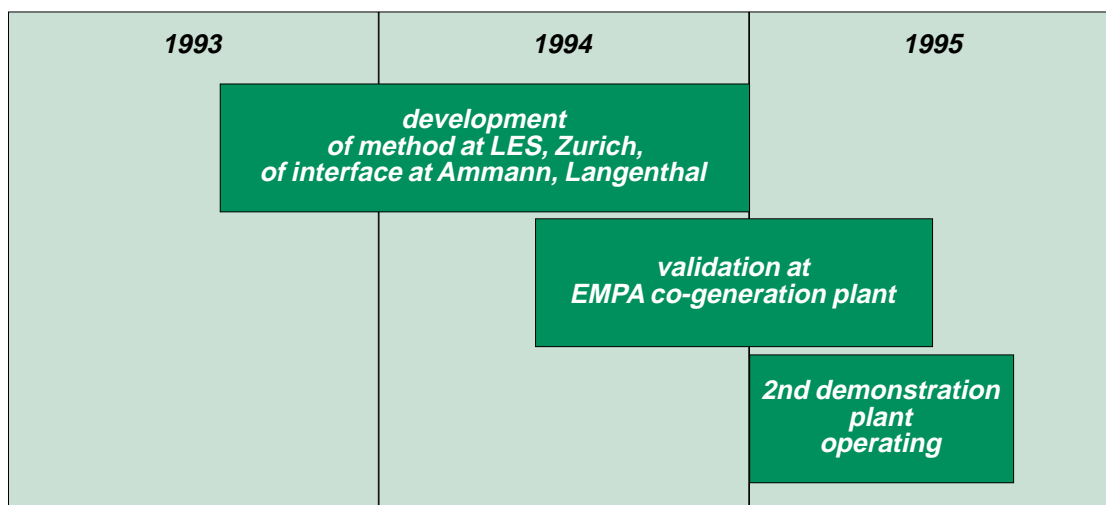 1993
1994
1995
development
of method at LES, Zurich,
of interface at Ammann, Langenthal
validation at
EMPA co-generation plant
2nd demonstration
plant
operating